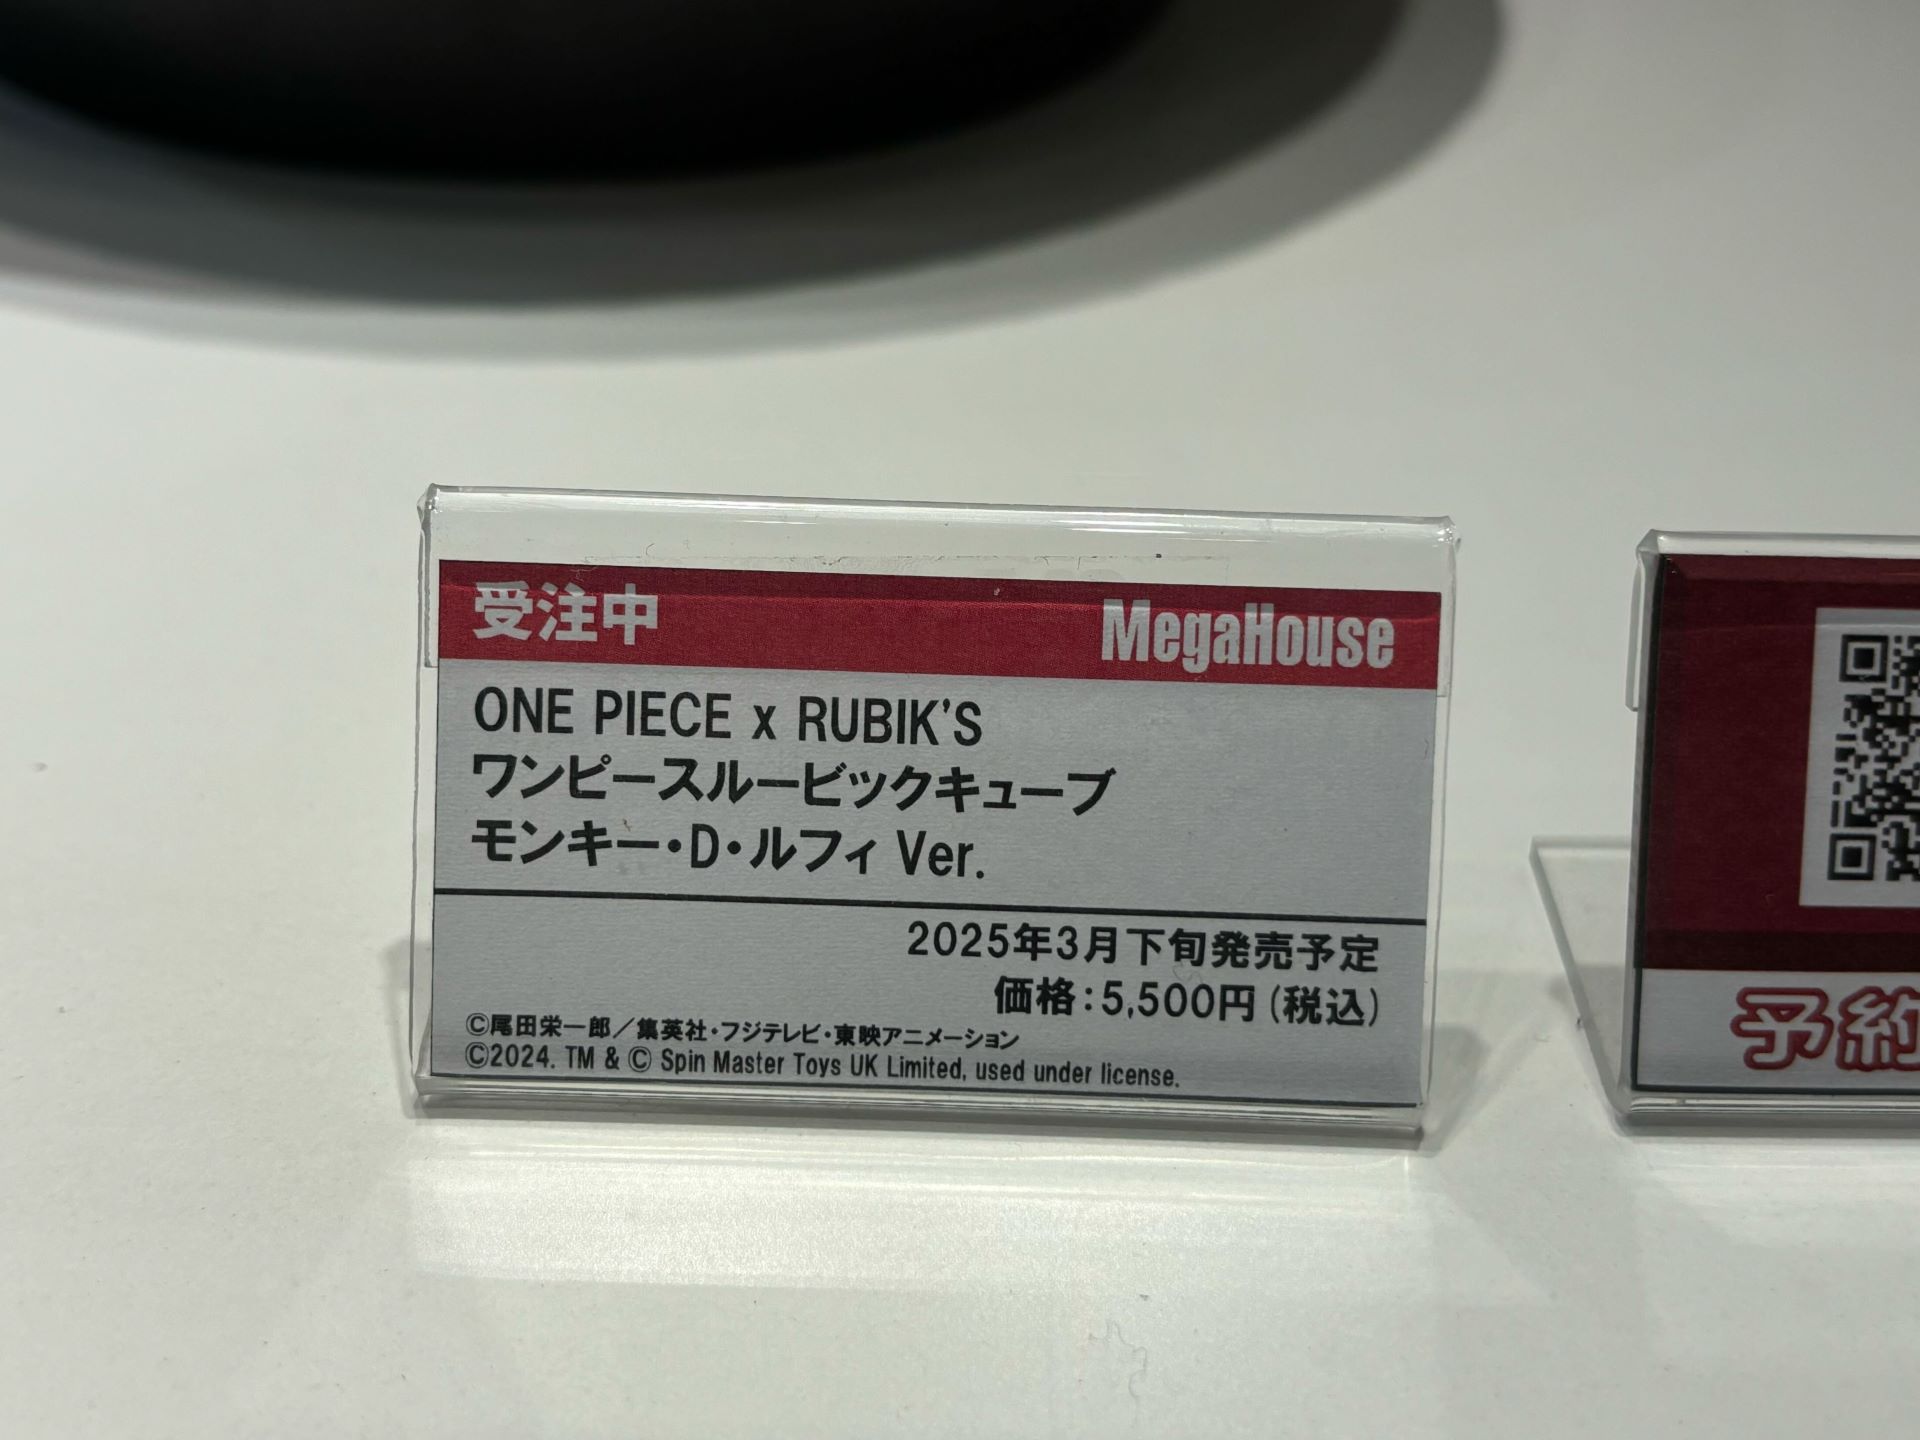 受注中 MegaHouse
ONE PIECE x RUBIK'S
ワンピースルービックキューブ
モンキー・D・ルフィ Ver.
2025年3月下旬発売予定
価格：5,500円（税込）
©尾田栄一郎／集英社・フジテレビ・東映アニメーション
©2024. TM & © Spin Master Toys UK Limited, used under license.
予約